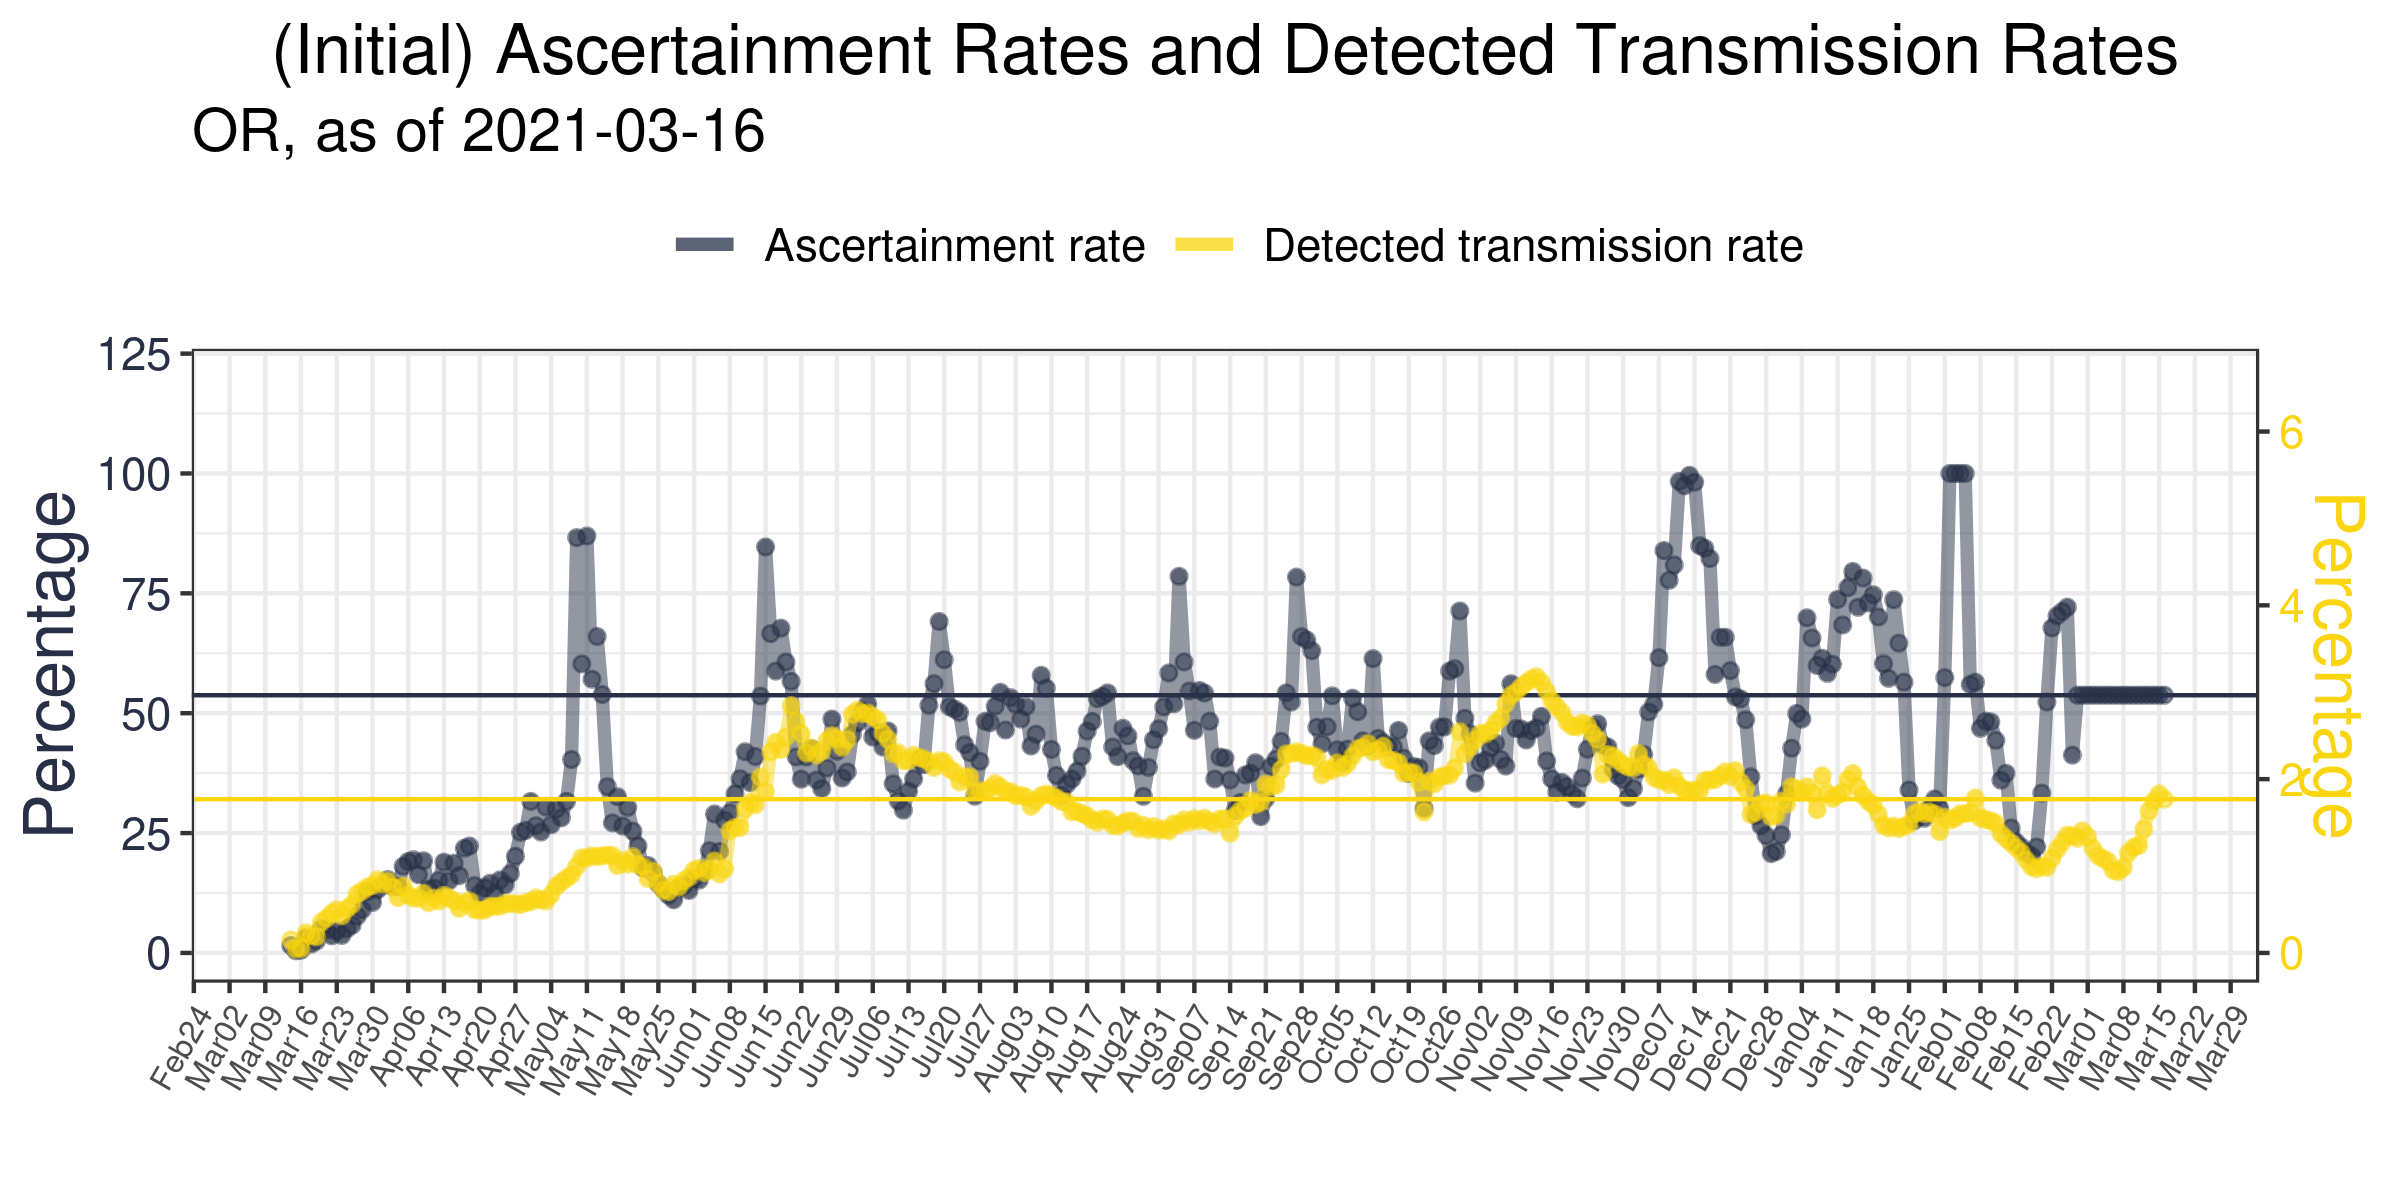 (Initial) Ascertainment Rates and Detected Transmission Rates
OR, as of 2021-03-16
Ascertainment rate Detected transmission rate
125
100
75
50
25
0
Percentage
6
4
2
0
Percentage
Feb24 Mar02 Mar09 Mar16 Mar23 Mar30 Apr06 Apr13 Apr20 Apr27 May04 May11 May18 May25 Jun01 Jun08 Jun15 Jun22 Jun29 Jul06 Jul13 Jul20 Jul27 Aug03 Aug10 Aug17 Aug24 Aug31 Sep07 Sep14 Sep21 Sep28 Oct05 Oct12 Oct19 Oct26 Nov02 Nov09 Nov16 Nov23 Nov30 Dec07 Dec14 Dec21 Dec28 Jan04 Jan11 Jan18 Jan25 Feb01 Feb08 Feb15 Feb22 Mar01 Mar08 Mar15 Mar22 Mar29